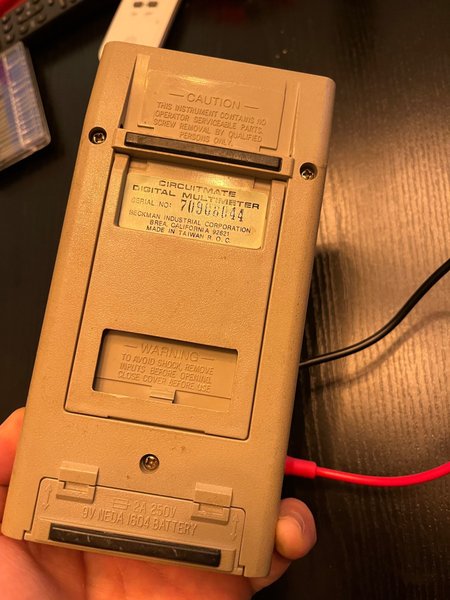 — CAUTION —
THIS INSTRUMENT CONTAINS NO
OPERATOR SERVICEABLE PARTS.
SCREW REMOVAL BY QUALIFIED
PERSONS ONLY.
CIRCUITMATE
DIGITAL MULTIMETER
SERIAL NO: 70908044
BECKMAN INDUSTRIAL CORPORATION
BREA, CALIFORNIA 92621
MADE IN TAIWAN R.O.C.
— WARNING —
TO AVOID SHOCK, REMOVE
INPUTS BEFORE OPENING.
CLOSE COVER BEFORE USE
2A 250V
9V NEDA 1604 BATTERY